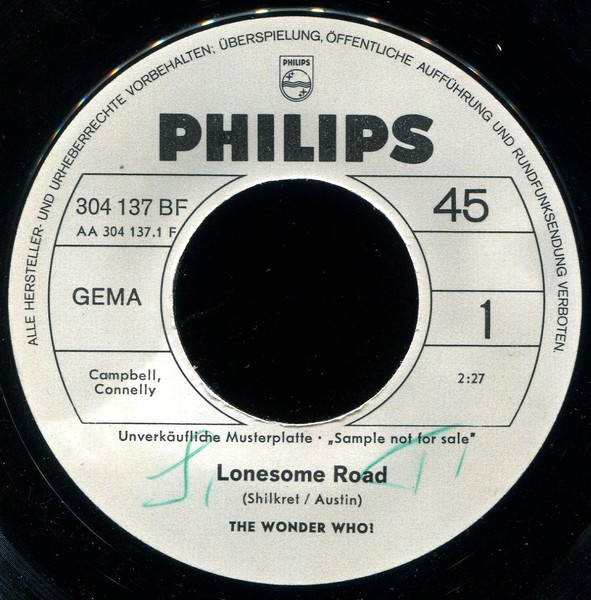 ALLE HERSTELLER- UND URHEBERRECHTE VORBEHALTEN; ÜBERSPIELUNG, ÖFFENTLICHE AUFFÜHRUNG UND RUNDFUNKSENDUNG VERBOTEN.
PHILIPS
PHILIPS
304 137 BF
AA 304 137.1 F
45
GEMA
1
Campbell,
Connelly
2:27
Unverkäufliche Musterplatte · „Sample not for sale"
Lonesome Road
(Shilkret / Austin)
THE WONDER WHO?